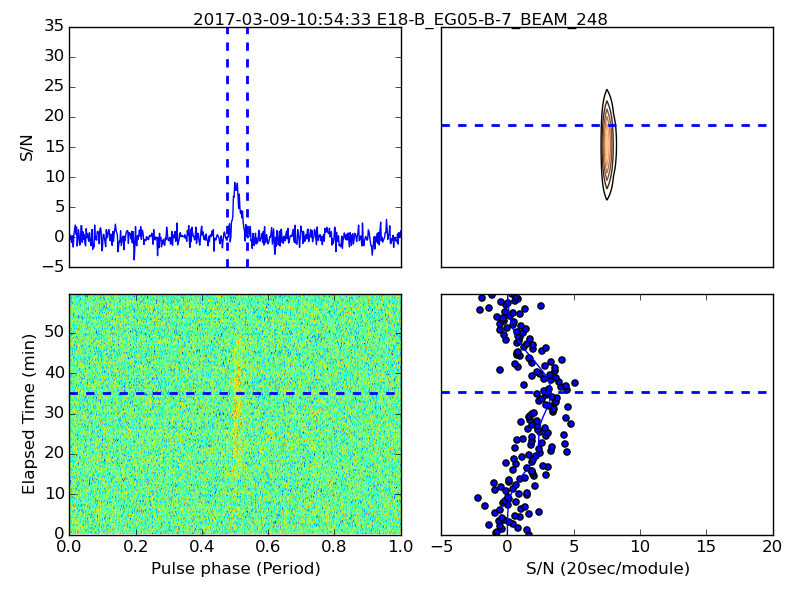 2017-03-09-10:54:33 E18-B_EG05-B-7_BEAM_248
35
30
25
20
15
10
5
0
−5
S/N
50
40
30
20
10
0
Elapsed Time (min)
0.0 0.2 0.4 0.6 0.8 1.0
Pulse phase (Period)
−5 0 5 10 15 20
S/N (20sec/module)